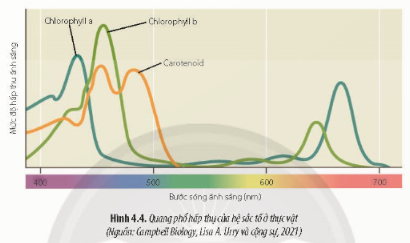 Chlorophyll a
Chlorophyll b
Carotenoid
Mức độ hấp thụ ánh sáng
400
500
600
700
Bước sóng ánh sáng (nm)
Hình 4.4. Quang phổ hấp thụ của hệ sắc tố ở thực vật
(Nguồn: Campbell Biology, Lisa A. Urry và cộng sự, 2021)